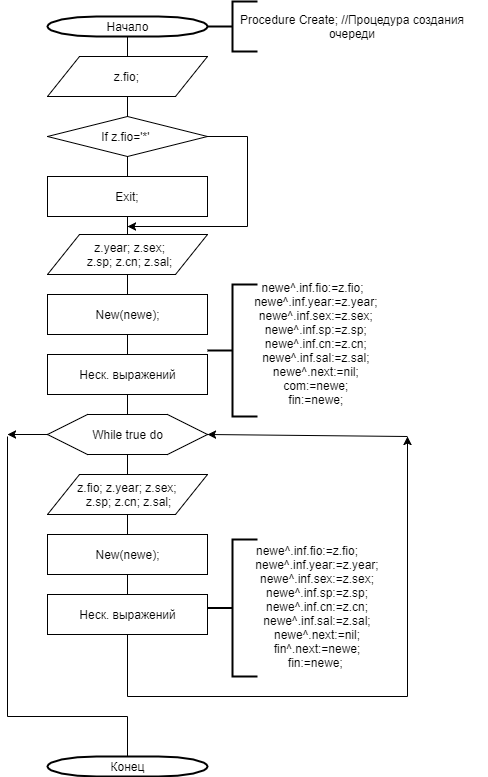 Начало
Procedure Create; //Процедура создания
очереди
z.fio;
If z.fio='*'
Exit;
z.year; z.sex;
z.sp; z.cn; z.sal;
New(newe);
Неск. выражений
newe^.inf.fio:=z.fio;
newe^.inf.year:=z.year;
newe^.inf.sex:=z.sex;
newe^.inf.sp:=z.sp;
newe^.inf.cn:=z.cn;
newe^.inf.sal:=z.sal;
newe^.next:=nil;
com:=newe;
fin:=newe;
While true do
z.fio; z.year; z.sex;
z.sp; z.cn; z.sal;
New(newe);
Неск. выражений
newe^.inf.fio:=z.fio;
newe^.inf.year:=z.year;
newe^.inf.sex:=z.sex;
newe^.inf.sp:=z.sp;
newe^.inf.cn:=z.cn;
newe^.inf.sal:=z.sal;
newe^.next:=nil;
fin^.next:=newe;
fin:=newe;
Конец